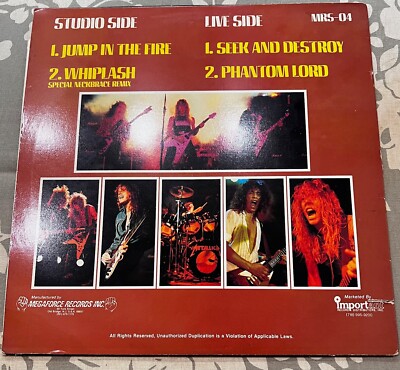 STUDIO SIDE
LIVE SIDE
MRS-04
1. JUMP IN THE FIRE
1. SEEK AND DESTROY
2. WHIPLASH
SPECIAL NECKBRACE REMIX
2. PHANTOM LORD
METALLICA
Manufactured by
MEGAFORCE RECORDS INC.
Marketed By
important
All Rights Reserved, Unauthorized Duplication is a Violation of Applicable Laws.